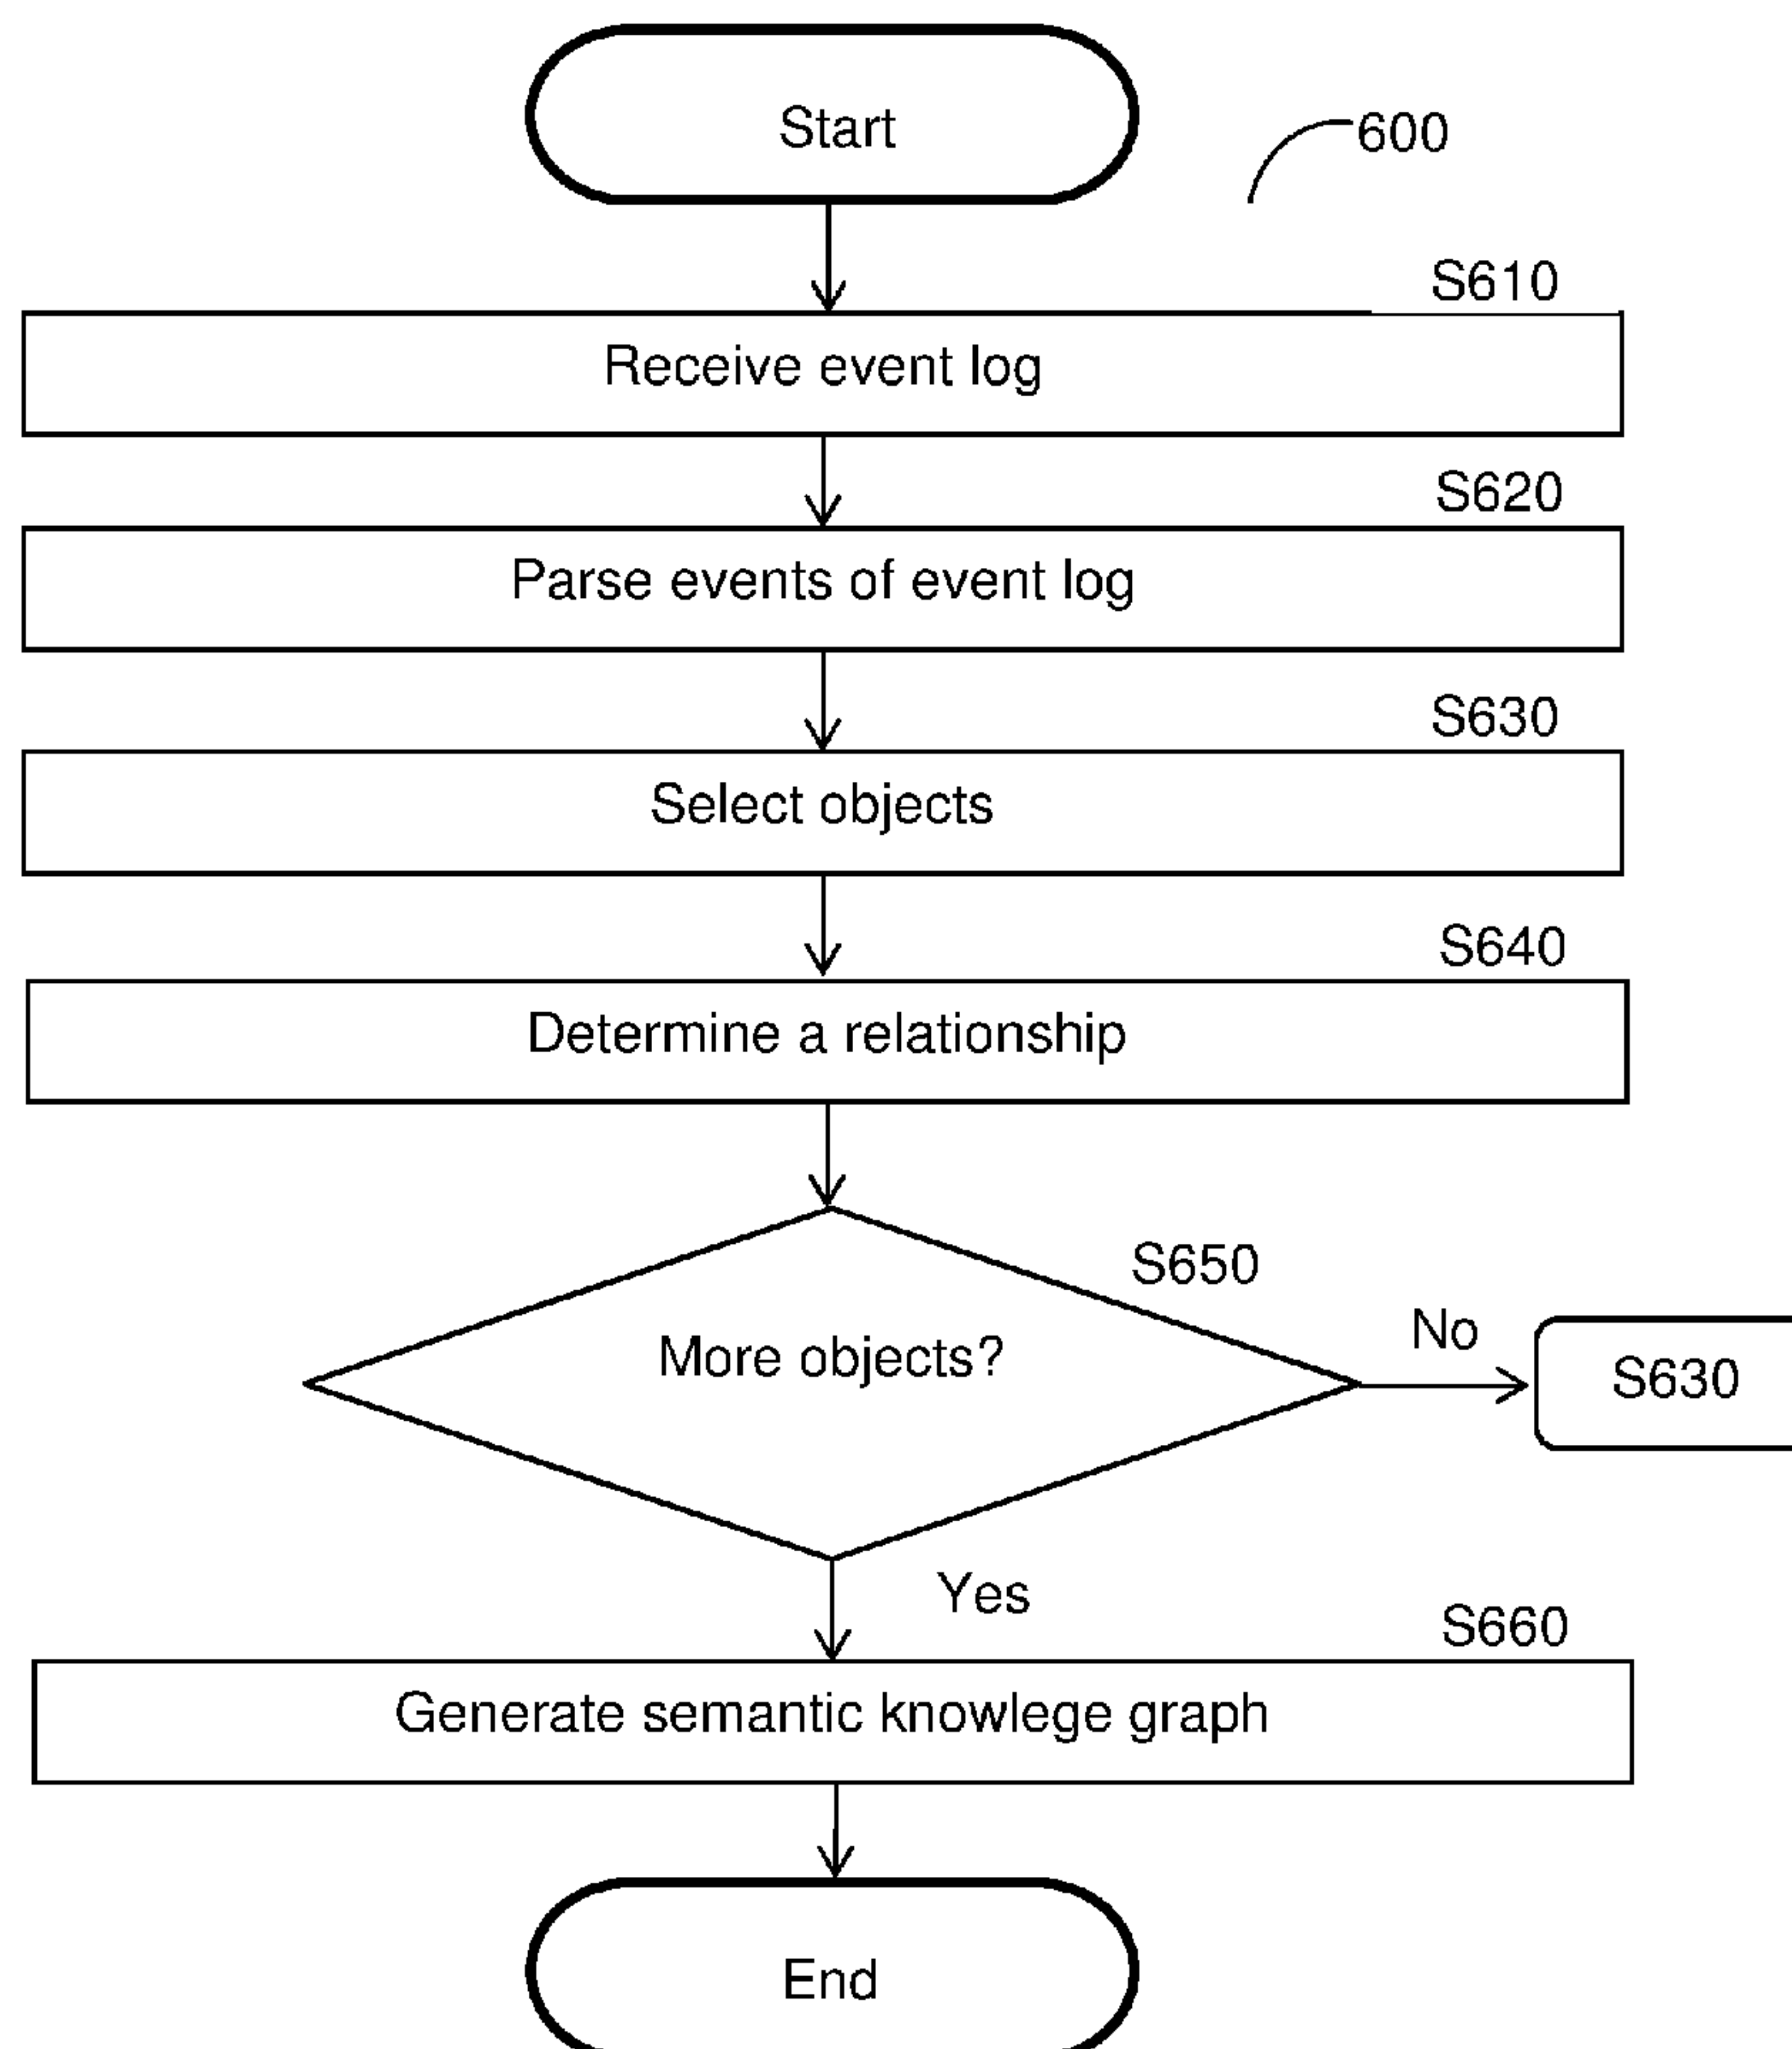 Start
600
S610
Receive event log
S620
Parse events of event log
S630
Select objects
S640
Determine a relationship
S650
More objects?
No
S630
Yes
S660
Generate semantic knowlege graph
End